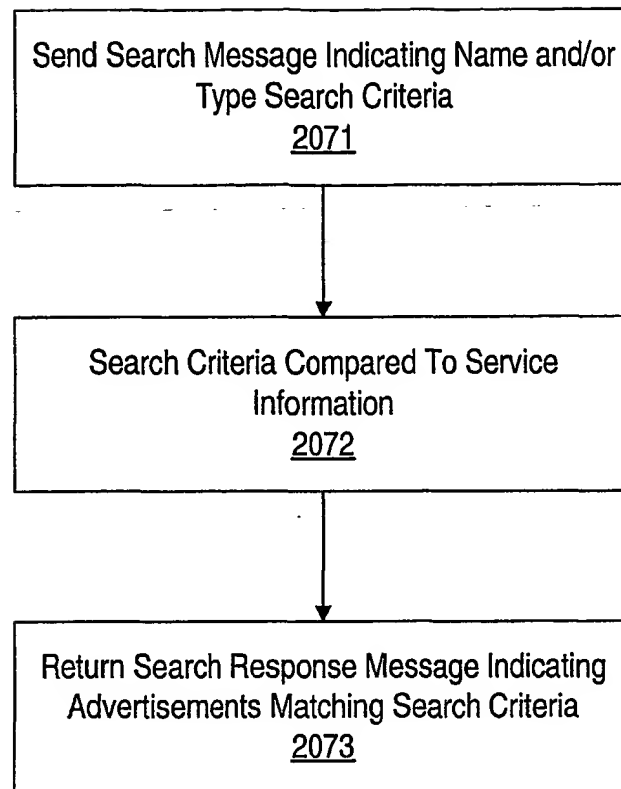 Send Search Message Indicating Name and/or
Type Search Criteria
2071
Search Criteria Compared To Service
Information
2072
Return Search Response Message Indicating
Advertisements Matching Search Criteria
2073